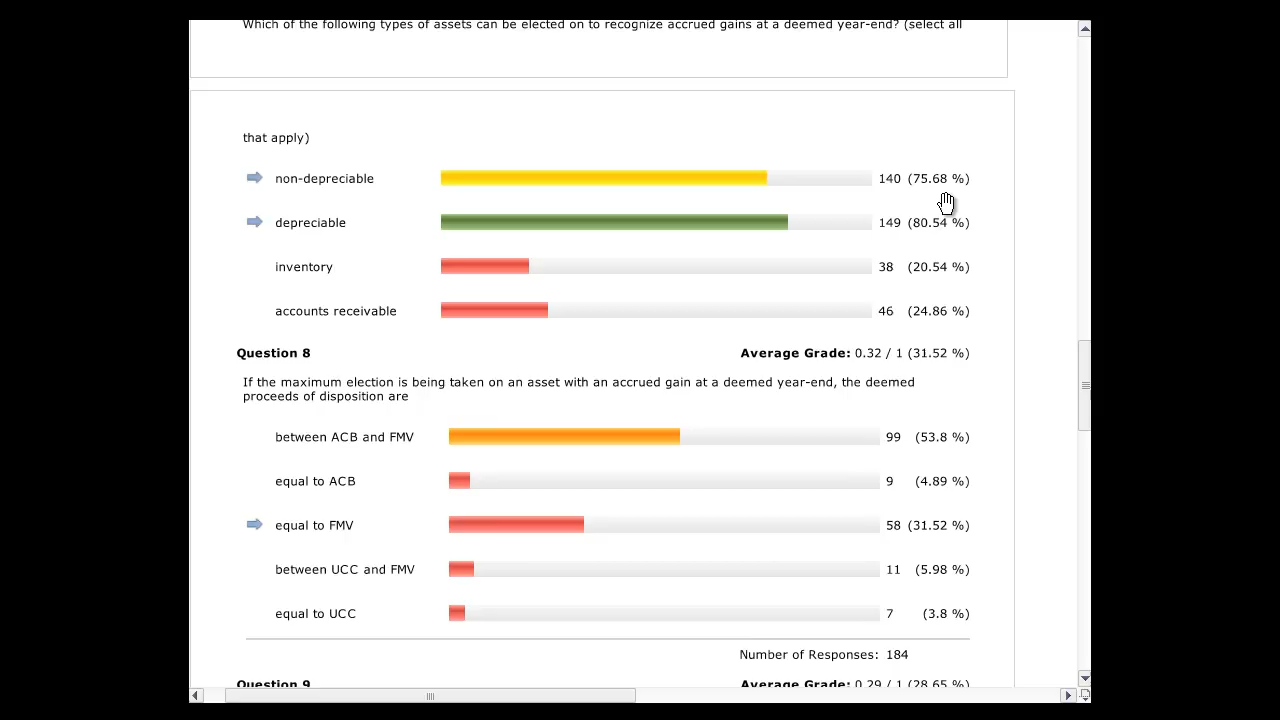 Which of the following types of assets can be elected on to recognize accrued gains at a deemed year-end? (select all
that apply)
non-depreciable 140 (75.68 %)
depreciable 149 (80.54 %)
inventory 38 (20.54 %)
accounts receivable 46 (24.86 %)
Question 8 Average Grade: 0.32 / 1 (31.52 %)
If the maximum election is being taken on an asset with an accrued gain at a deemed year-end, the deemed
proceeds of disposition are
between ACB and FMV 99 (53.8 %)
equal to ACB 9 (4.89 %)
equal to FMV 58 (31.52 %)
between UCC and FMV 11 (5.98 %)
equal to UCC 7 (3.8 %)
Number of Responses: 184
Question 9 Average Grade: 0.29 / 1 (28.65 %)